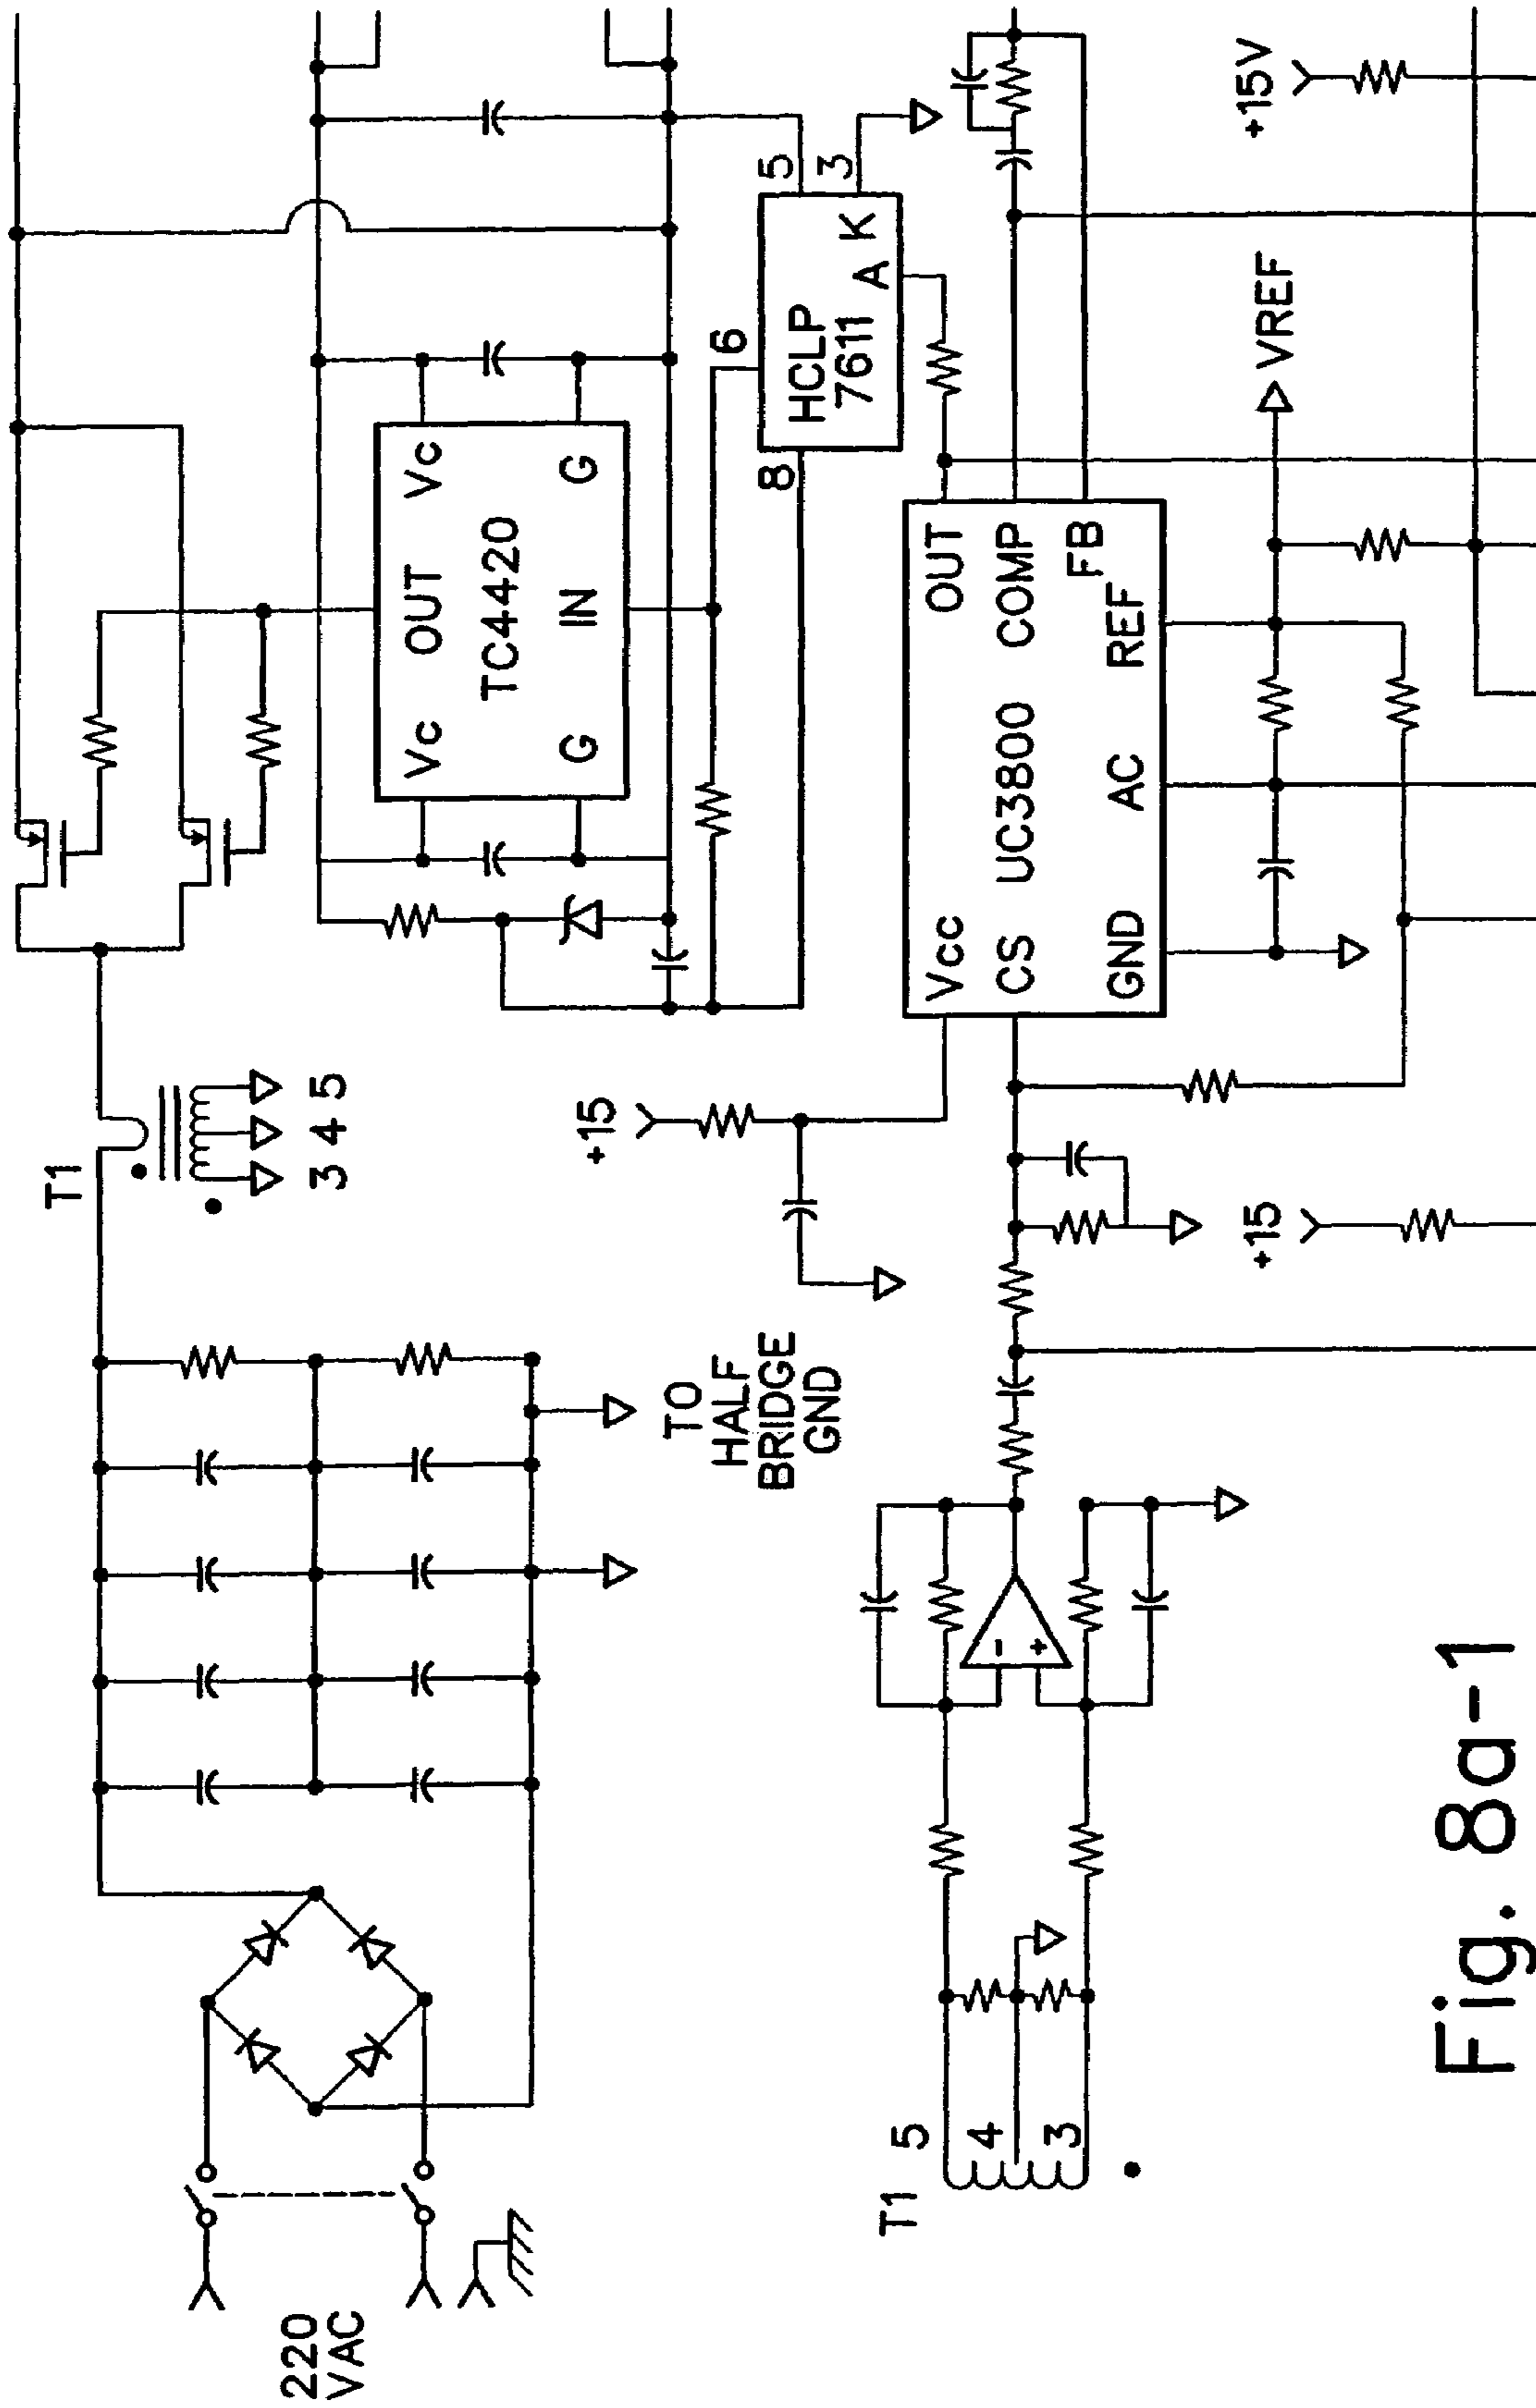 220
VAC
T1
3 4 5
TO
HALF
BRIDGE
GND
Vc OUT Vc
TC4420
G IN G
6
8
HCLP
7611
A K
5
3
+15
Vcc OUT
CS UC3800 COMP
FB
GND AC REF
VREF
+15V
+15
T1
5
4
3
-
+
Fig. 8a-1